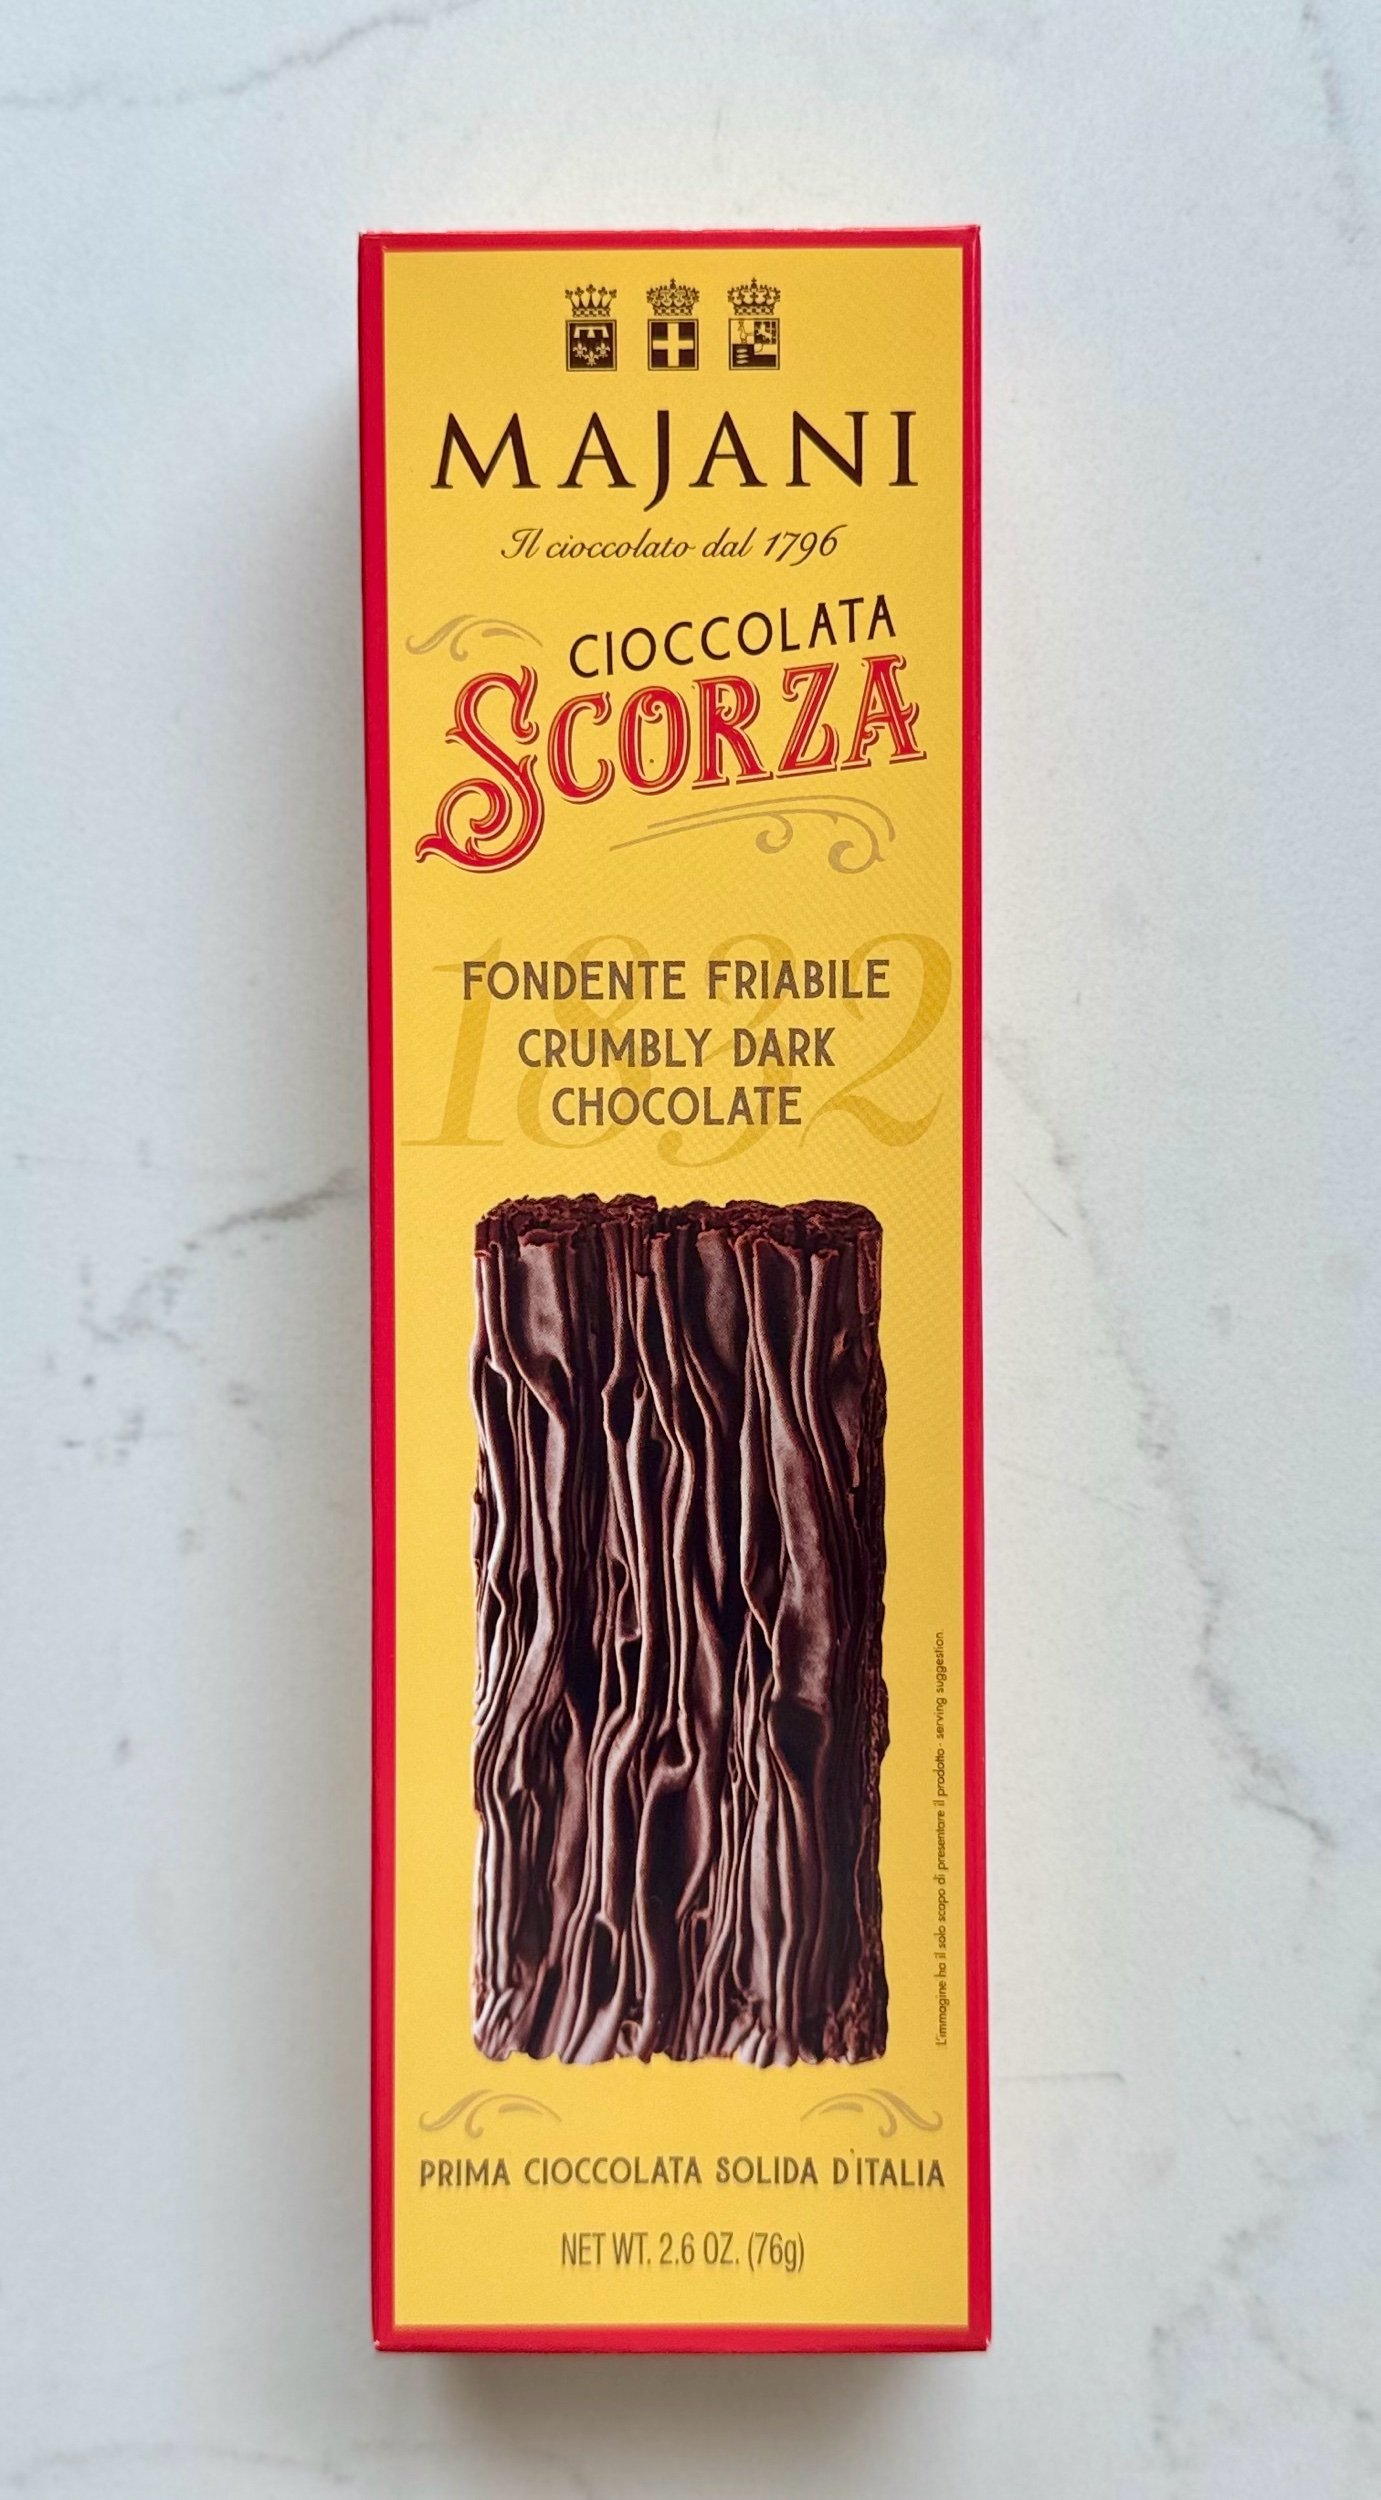 MAJANI
Il cioccolato dal 1796
CIOCCOLATA
SCORZA
1832
FONDENTE FRIABILE
CRUMBLY DARK
CHOCOLATE
L'immagine ha il solo scopo di presentare il prodotto - serving suggestion.
PRIMA CIOCCOLATA SOLIDA D'ITALIA
NET WT. 2.6 OZ. (76g)